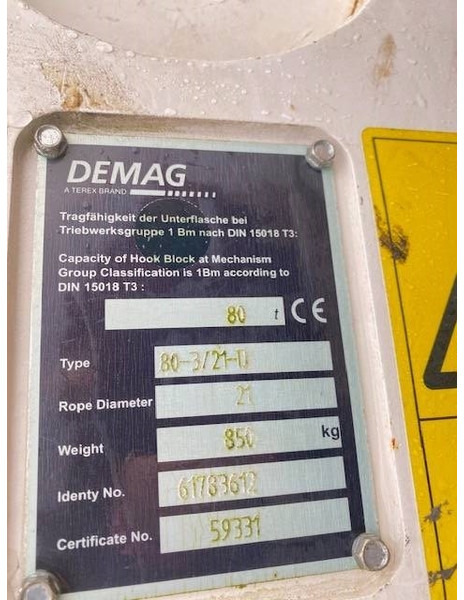 DEMAG
A TEREX BRAND
Tragfähigkeit der Unterflasche bei
Triebwerksgruppe 1 Bm nach DIN 15018 T3:
Capacity of Hook Block at Mechanism
Group Classification is 1Bm according to
DIN 15018 T3 :
80 t CE
Type 80-3/21-D
Rope Diameter 21
Weight 850 kg
Identy No. 61783612
Certificate No. 59331